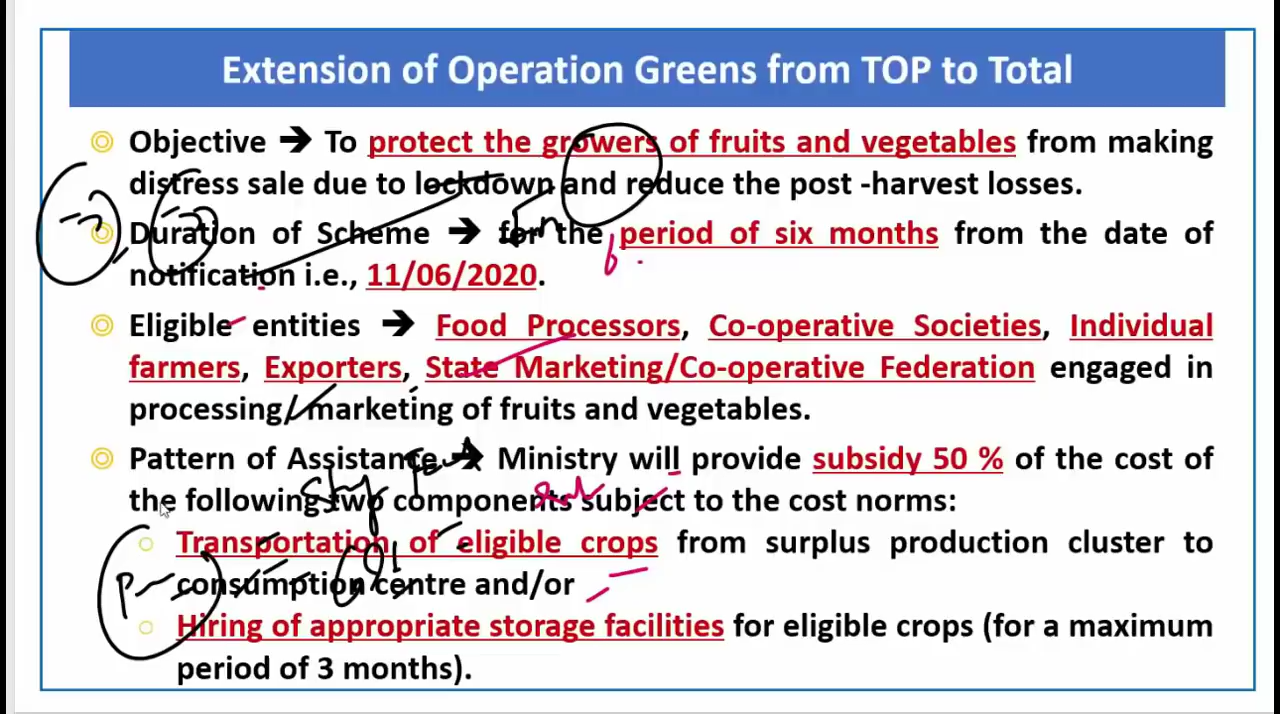 Extension of Operation Greens from TOP to Total
Objective ➔ To protect the growers of fruits and vegetables from making
distress sale due to lockdown and reduce the post -harvest losses.
Duration of Scheme ➔ for the period of six months from the date of
notification i.e., 11/06/2020.
Eligible entities ➔ Food Processors, Co-operative Societies, Individual
farmers, Exporters, State Marketing/Co-operative Federation engaged in
processing/ marketing of fruits and vegetables.
Pattern of Assistance ➔ Ministry will provide subsidy 50 % of the cost of
the following two components subject to the cost norms:
Transportation of eligible crops from surplus production cluster to
consumption centre and/or
Hiring of appropriate storage facilities for eligible crops (for a maximum
period of 3 months).